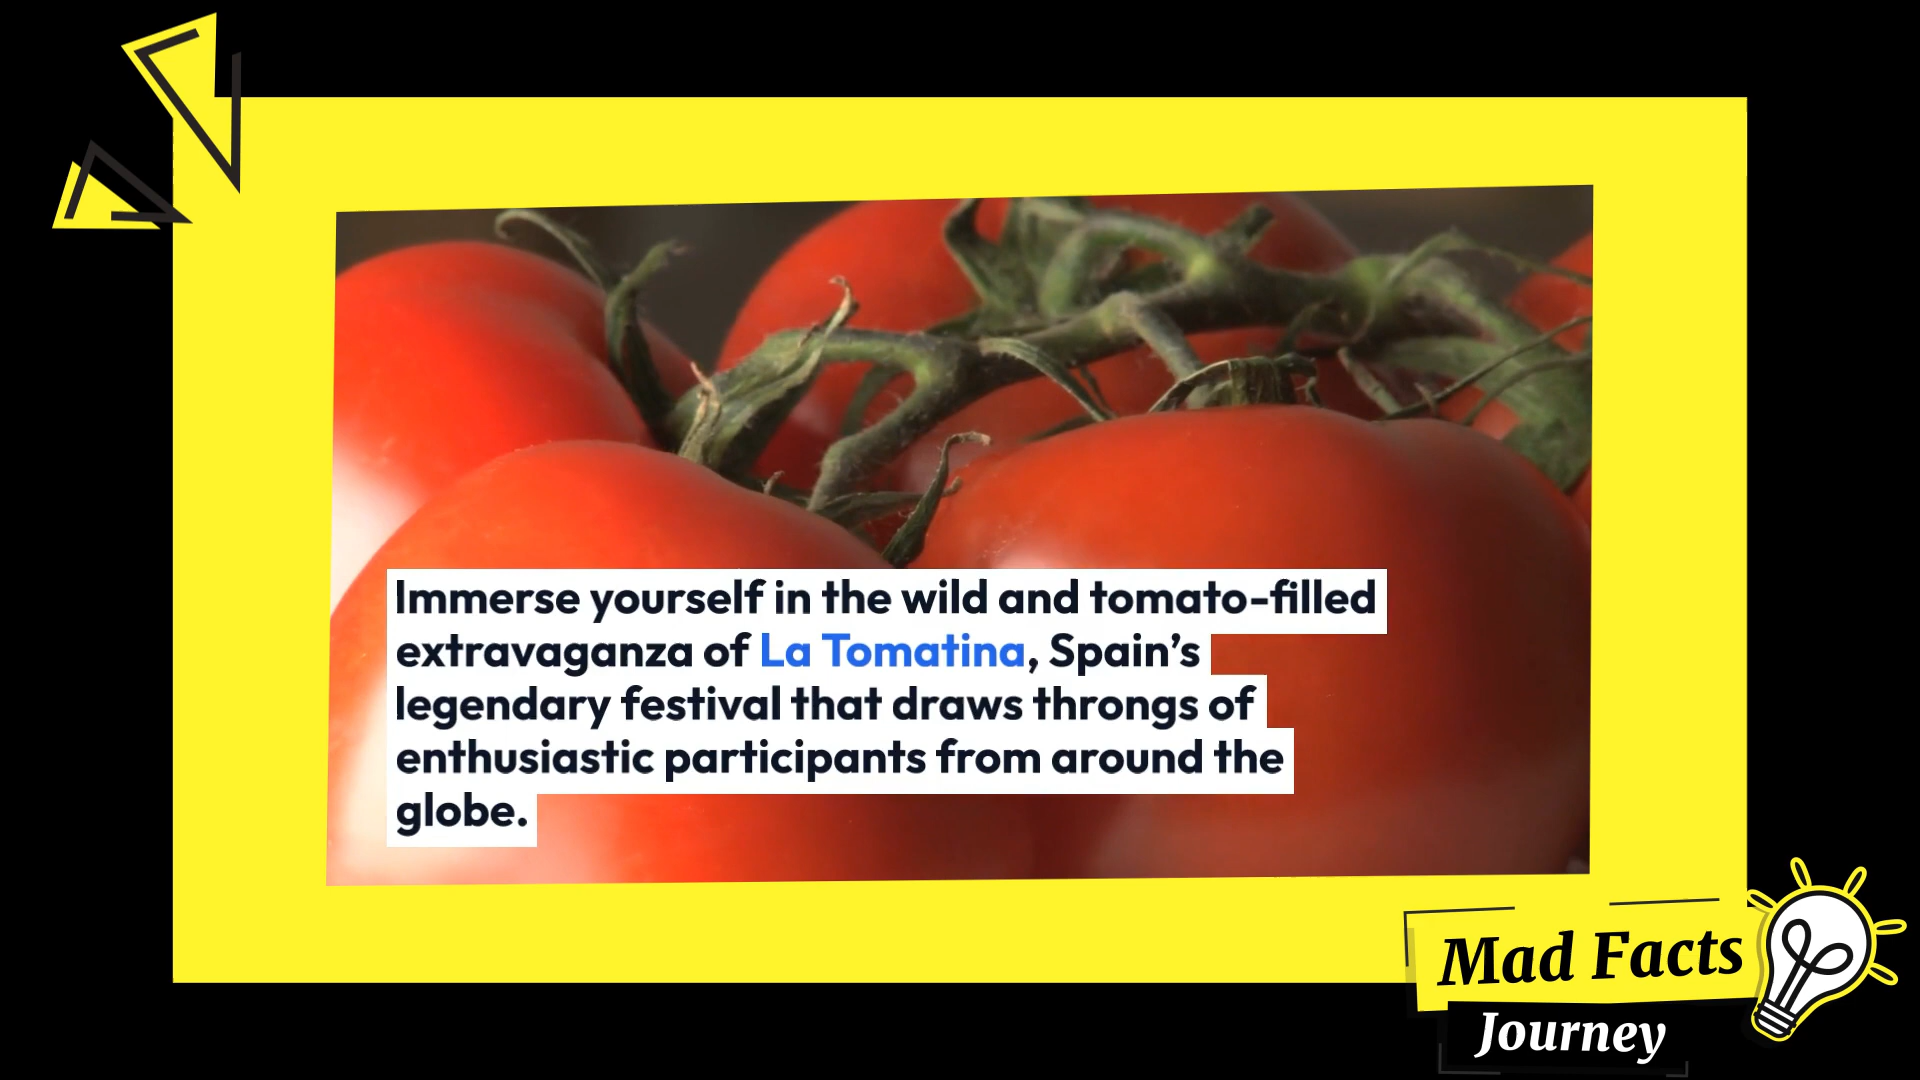 Immerse yourself in the wild and tomato-filled
extravaganza of La Tomatina, Spain’s
legendary festival that draws throngs of
enthusiastic participants from around the
globe.
Mad Facts
Journey